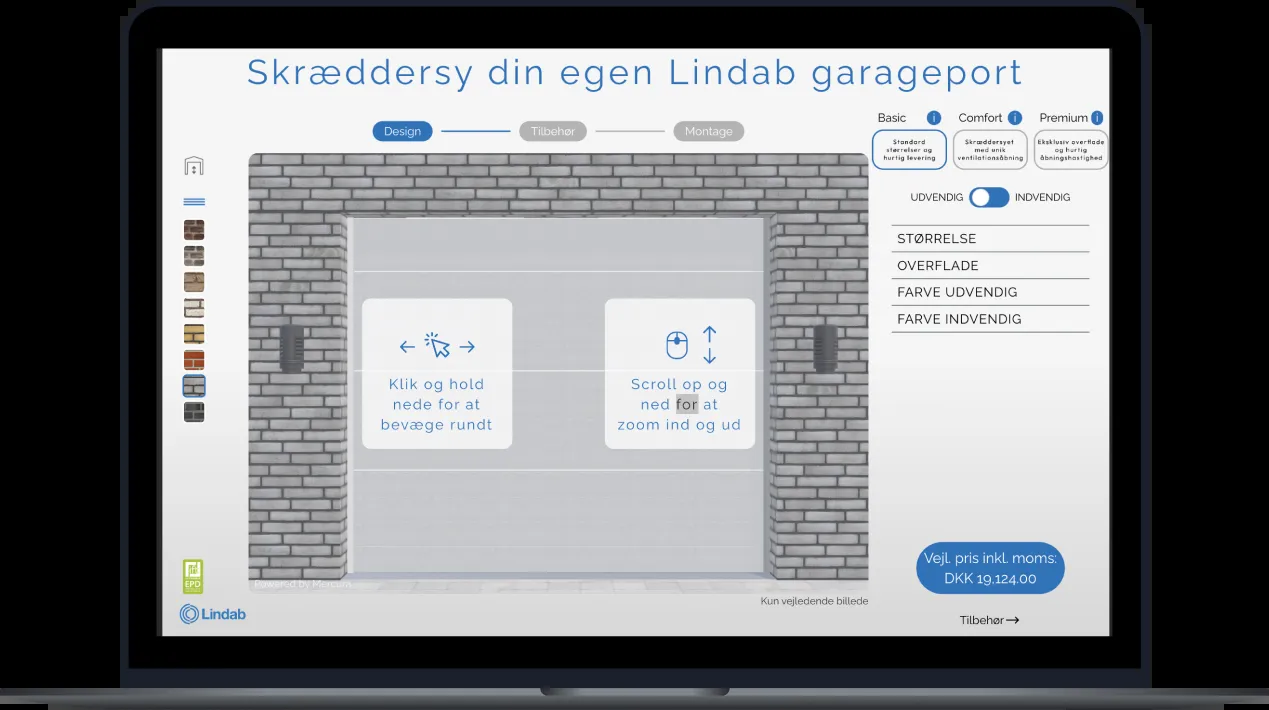 Skræddersy din egen Lindab garageport
Design
Tilbehør
Montage
Basic i
Comfort i
Premium i
Standard
størrelser og
hurtig levering
Skræddersyet
med unik
ventilationsåbning
Eksklusiv overflade
og hurtig
åbningshastighed
UDVENDIG
INDVENDIG
STØRRELSE
OVERFLADE
FARVE UDVENDIG
FARVE INDVENDIG
Klik og hold
nede for at
bevæge rundt
Scroll op og
ned for at
zoom ind og ud
EPD
Lindab
Powered by
Kun vejledende billede
Vejl. pris inkl. moms:
DKK 19,124.00
Tilbehør→